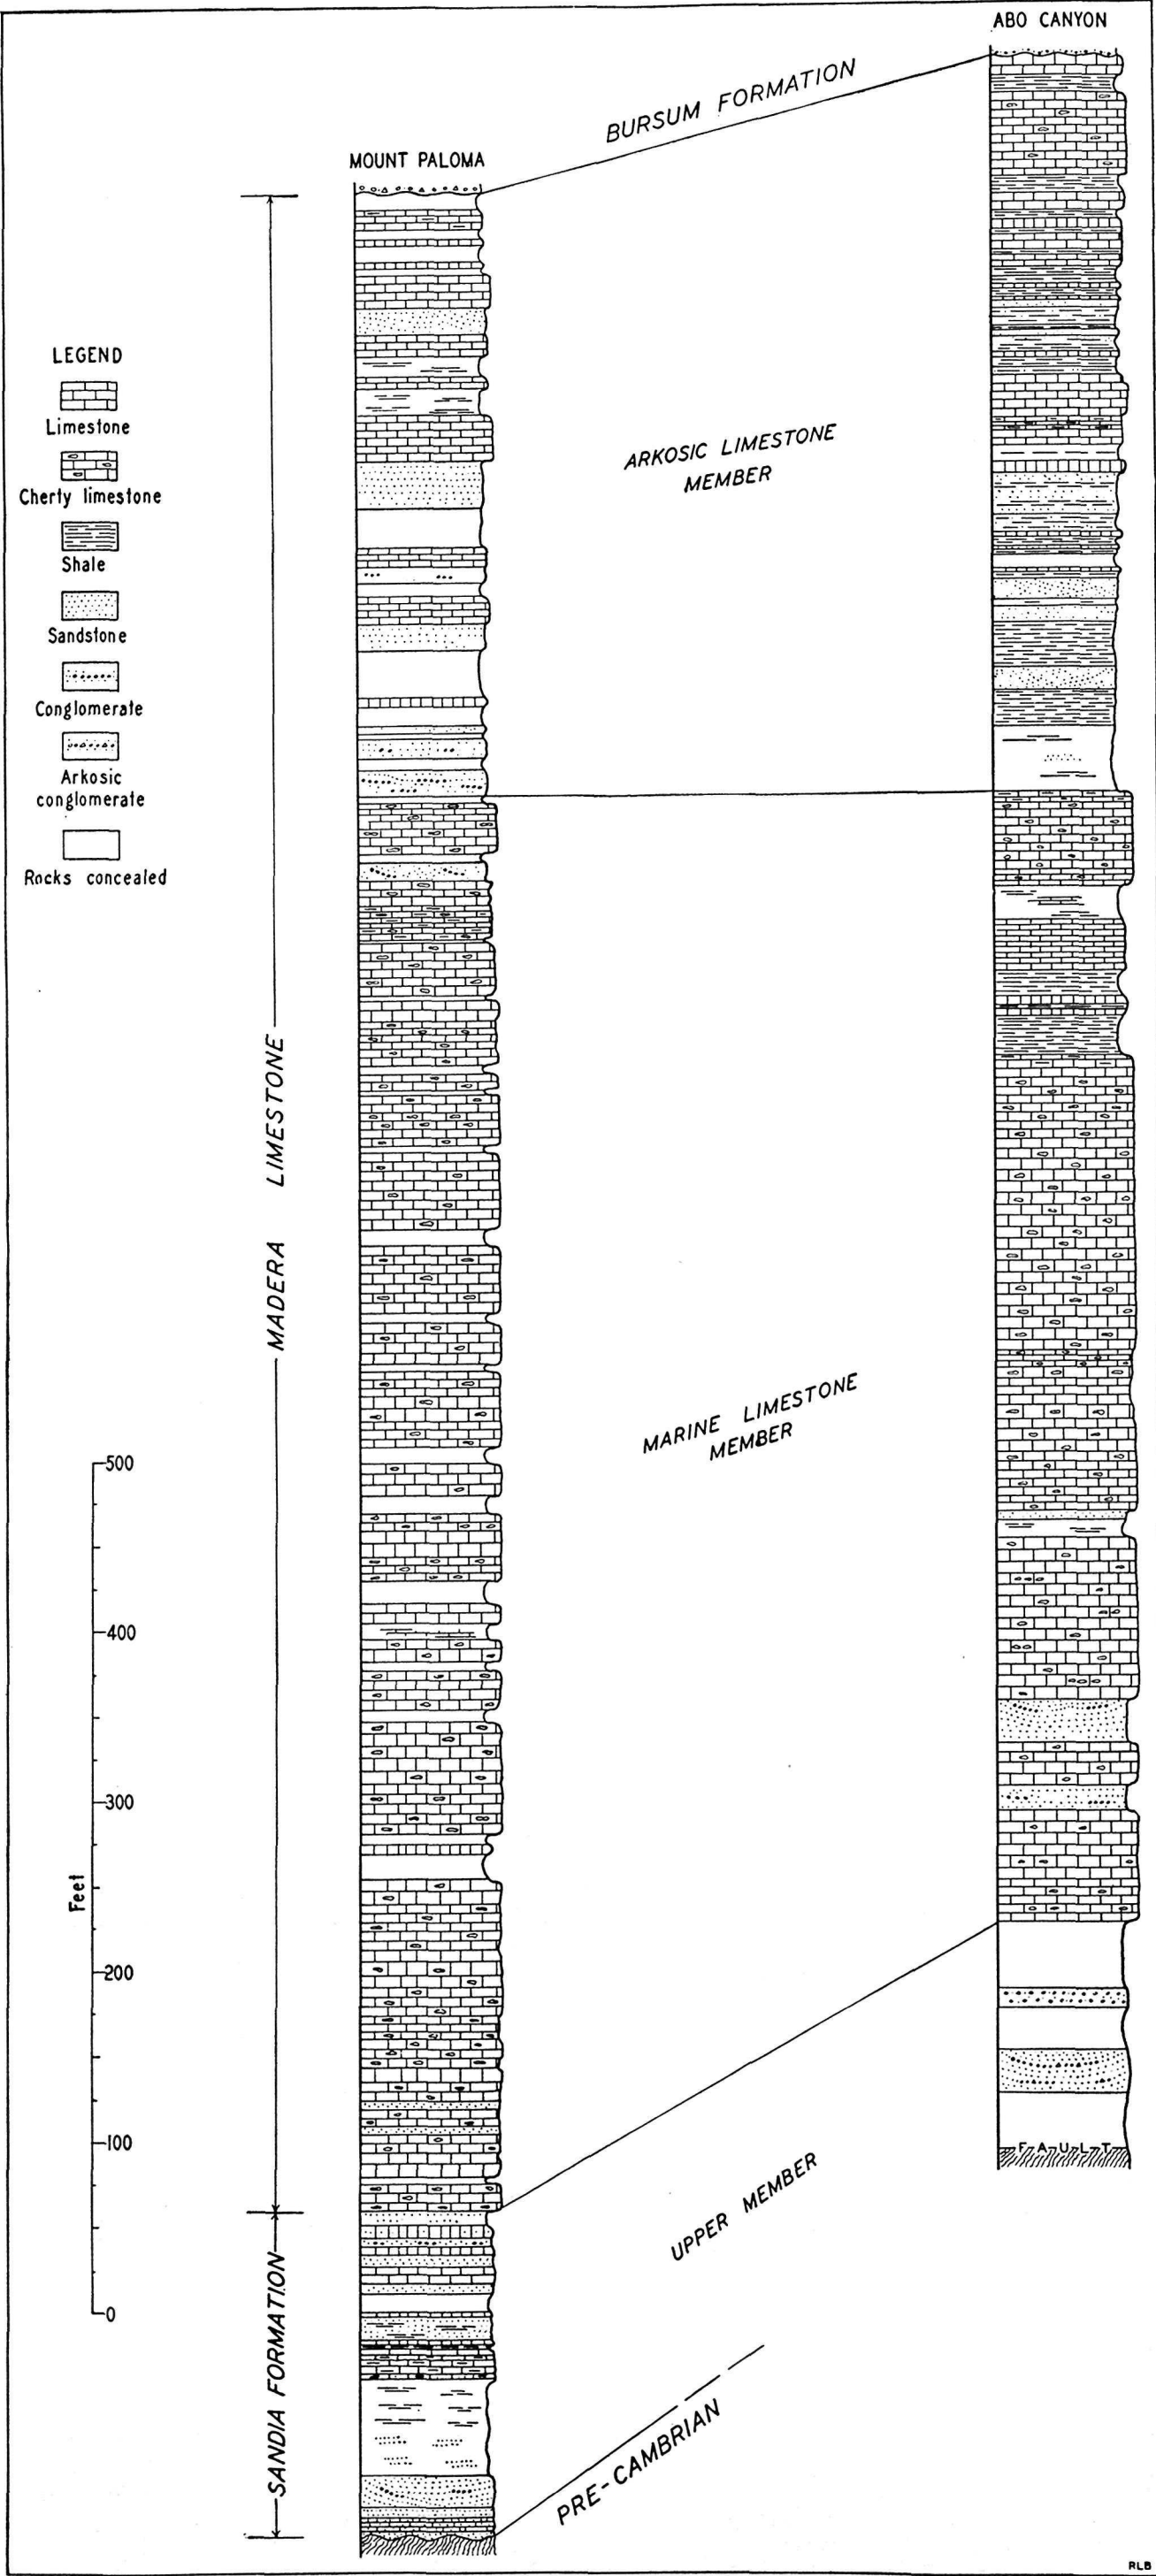 ABO CANYON
BURSUM FORMATION
MOUNT PALOMA
LEGEND
Limestone
Cherty limestone
Shale
Sandstone
Conglomerate
Arkosic
conglomerate
Rocks concealed
ARKOSIC LIMESTONE
MEMBER
MADERA LIMESTONE
MARINE LIMESTONE
MEMBER
500
400
300
200
100
0
Feet
FAULT
UPPER MEMBER
SANDIA FORMATION
PRE-CAMBRIAN
RLB